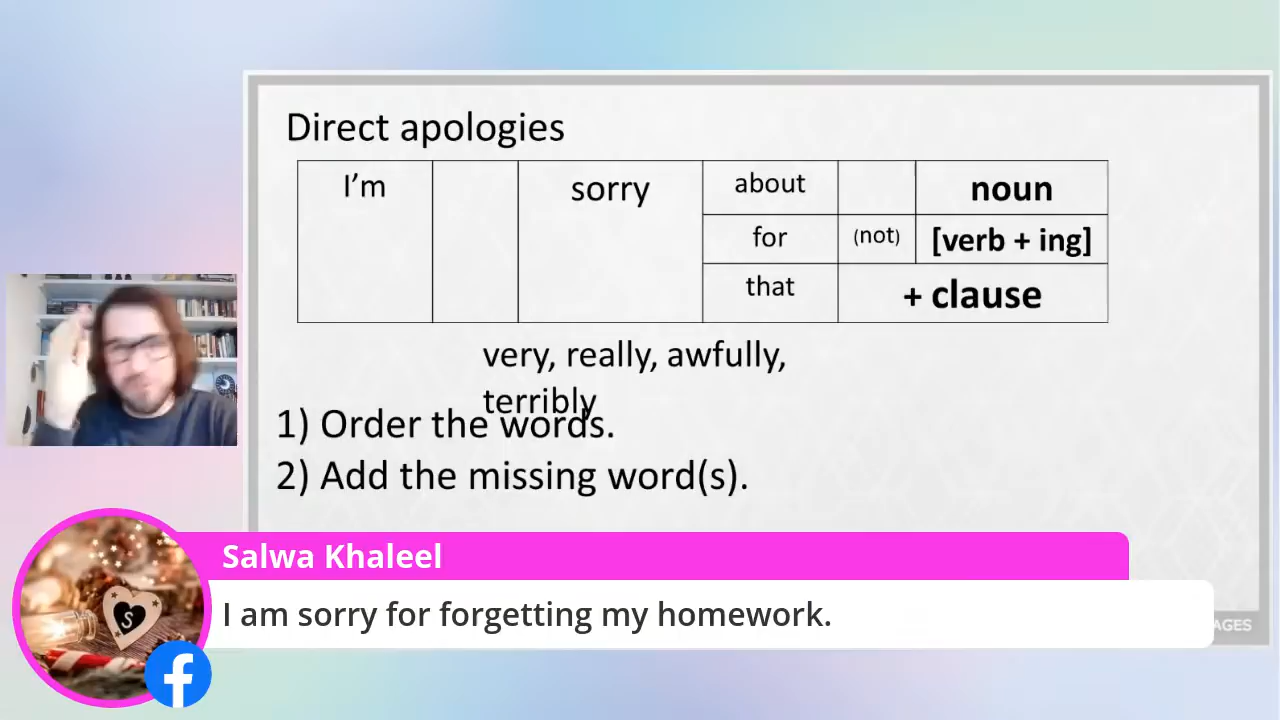 Direct apologies
I'm sorry about noun
for (not) [verb + ing]
that + clause
very, really, awfully,
terribly
1) Order the words.
2) Add the missing word(s).
Salwa Khaleel
I am sorry for forgetting my homework.
AGES
S